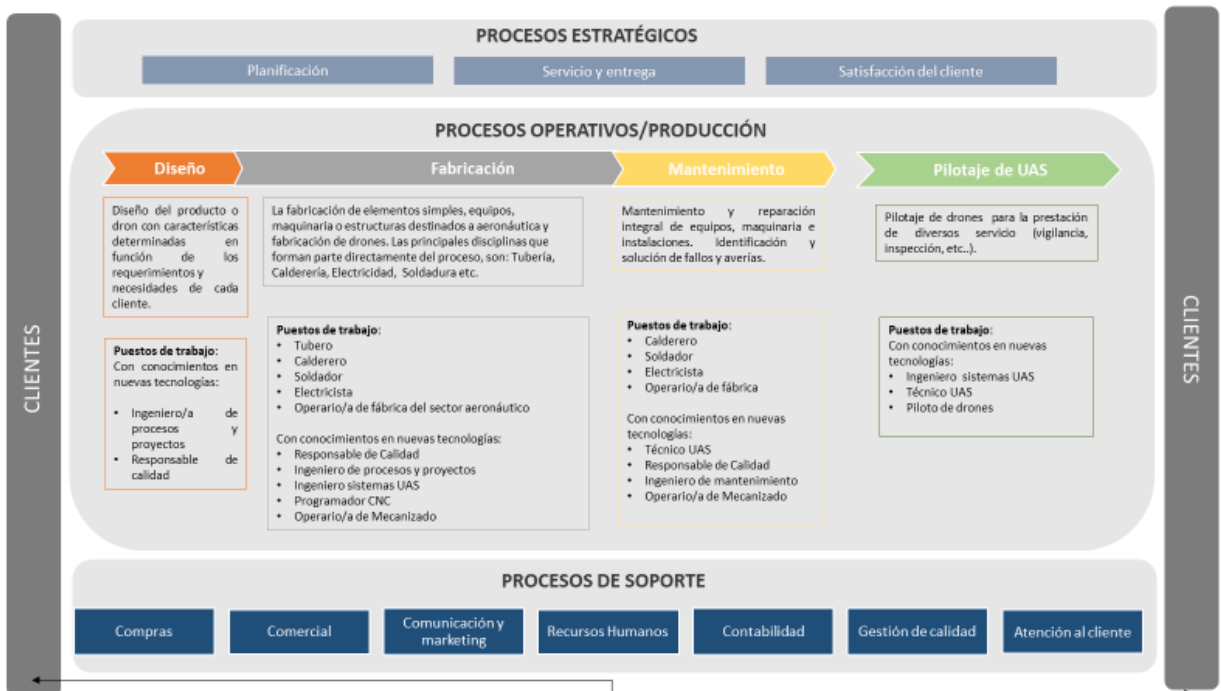 CLIENTES
PROCESOS ESTRATÉGICOS
Planificación
Servicio y entrega
Satisfacción del cliente
PROCESOS OPERATIVOS/PRODUCCIÓN
Diseño
Fabricación
Mantenimiento
Pilotaje de UAS
Diseño del producto o
dron con características
determinadas en
función de los
requerimientos y
necesidades de cada
cliente.
La fabricación de elementos simples, equipos,
maquinaria o estructuras destinados a aeronáutica y
fabricación de drones. Las principales disciplinas que
forman parte directamente del proceso, son: Tubería,
Calderería, Electricidad, Soldadura etc.
Mantenimiento y reparación
integral de equipos, maquinaria e
instalaciones. Identificación y
solución de fallos y averías.
Pilotaje de drones para la prestación
de diversos servicio (vigilancia,
inspección, etc..).
Puestos de trabajo:
Con conocimientos en
nuevas tecnologías:
• Ingeniero/a de
procesos y
proyectos
• Responsable de
calidad
Puestos de trabajo:
• Tubero
• Calderero
• Soldador
• Electricista
• Operario/a de fábrica del sector aeronáutico
Con conocimientos en nuevas tecnologías:
• Responsable de Calidad
• Ingeniero de procesos y proyectos
• Ingeniero sistemas UAS
• Programador CNC
• Operario/a de Mecanizado
Puestos de trabajo:
• Calderero
• Soldador
• Electricista
• Operario/a de fábrica
Con conocimientos en nuevas
tecnologías:
• Técnico UAS
• Responsable de Calidad
• Ingeniero de mantenimiento
• Operario/a de Mecanizado
Puestos de trabajo:
Con conocimientos en nuevas
tecnologías:
• Ingeniero sistemas UAS
• Técnico UAS
• Piloto de drones
PROCESOS DE SOPORTE
Compras
Comercial
Comunicación y
marketing
Recursos Humanos
Contabilidad
Gestión de calidad
Atención al cliente
CLIENTES